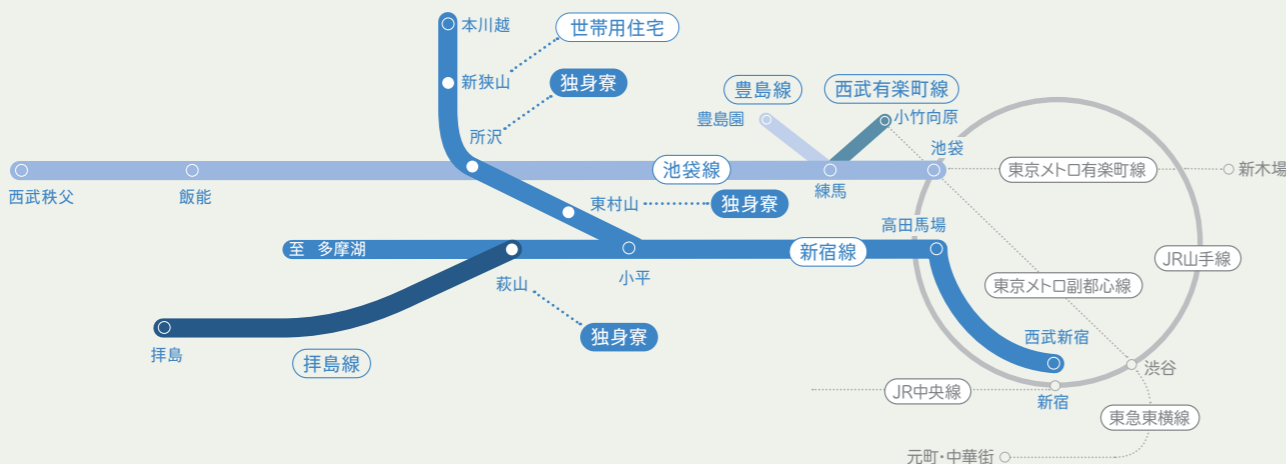 本川越
世帯用住宅
新狭山
独身寮
豊島線
西武有楽町線
豊島園
小竹向原
所沢
池袋
池袋線
東京メトロ有楽町線
新木場
西武秩父
飯能
練馬
東村山
独身寮
高田馬場
至 多摩湖
新宿線
JR山手線
萩山
小平
東京メトロ副都心線
独身寮
西武新宿
拝島
拝島線
渋谷
JR中央線
新宿
東急東横線
元町・中華街